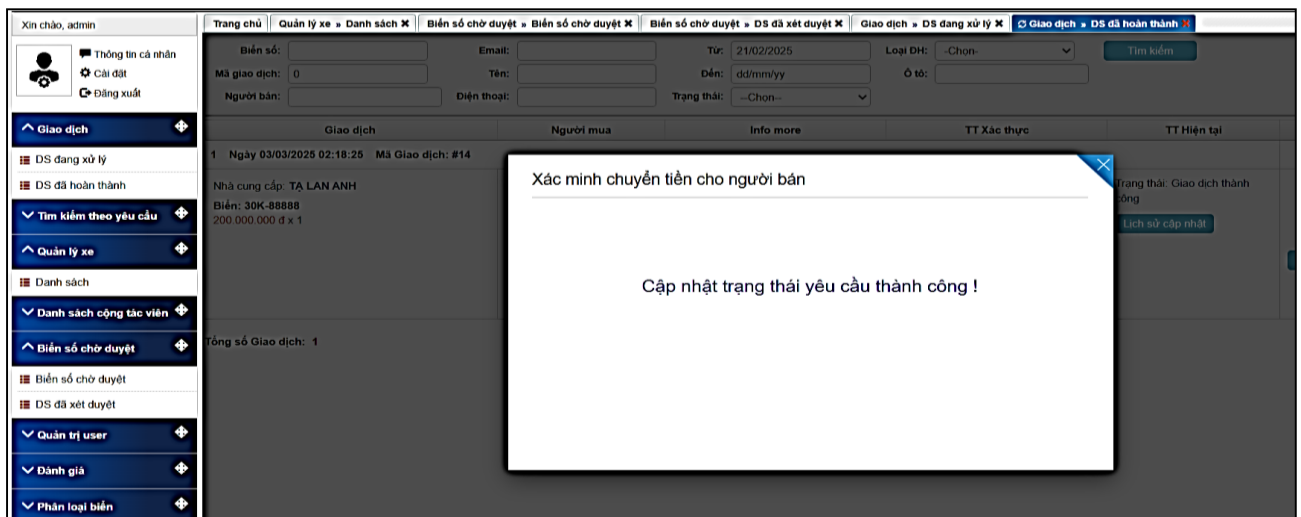 Xin chào, admin
Thông tin cá nhân
Cài đặt
Đăng xuất
Giao dịch
DS đang xử lý
DS đã hoàn thành
Tìm kiếm theo yêu cầu
Quản lý xe
Danh sách
Danh sách cộng tác viên
Biển số chờ duyệt
Biển số chờ duyệt
DS đã xét duyệt
Quản trị user
Đánh giá
Phân loại biển
Trang chủ Quản lý xe » Danh sách Biển số chờ duyệt » Biển số chờ duyệt Biển số chờ duyệt » DS đã xét duyệt Giao dịch » DS đang xử lý Giao dịch » DS đã hoàn thành
Biển số: Email: Từ: 21/02/2025 Loại DH: -Chon- Tìm kiếm
Mã giao dịch: 0 Tên: Đến: dd/mm/yy Ô tô:
Người bán: Điện thoại: Trạng thái: --Chon--
Giao dịch Người mua Info more TT Xác thực TT Hiện tại
1 Ngày 03/03/2025 02:18:25 Mã Giao dịch: #14
Nhà cung cấp: TẠ LAN ANH
Biển: 30K-88888
200.000.000 đ x 1
Trạng thái: Giao dịch thành
công
Lịch sử cập nhật
Tổng số Giao dịch: 1
Xác minh chuyển tiền cho người bán
Cập nhật trạng thái yêu cầu thành công !